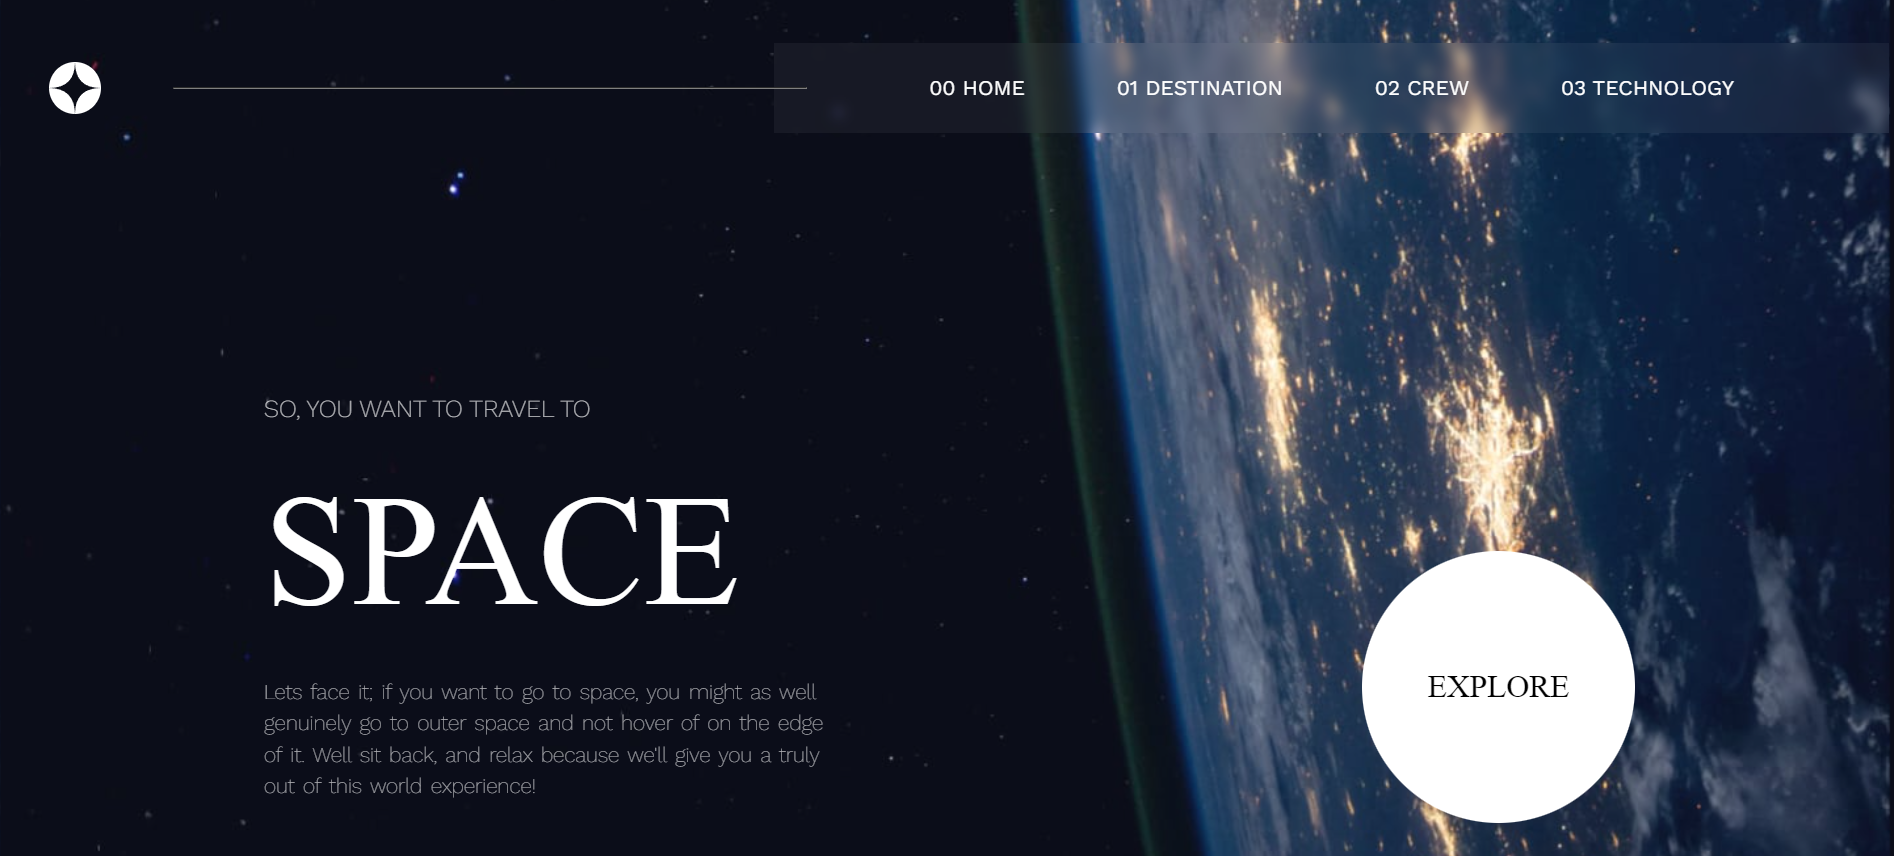 00 HOME 01 DESTINATION 02 CREW 03 TECHNOLOGY
SO, YOU WANT TO TRAVEL TO
SPACE
Lets face it; if you want to go to space, you might as well
genuinely go to outer space and not hover of on the edge
of it. Well sit back, and relax because we'll give you a truly
out of this world experience!
EXPLORE